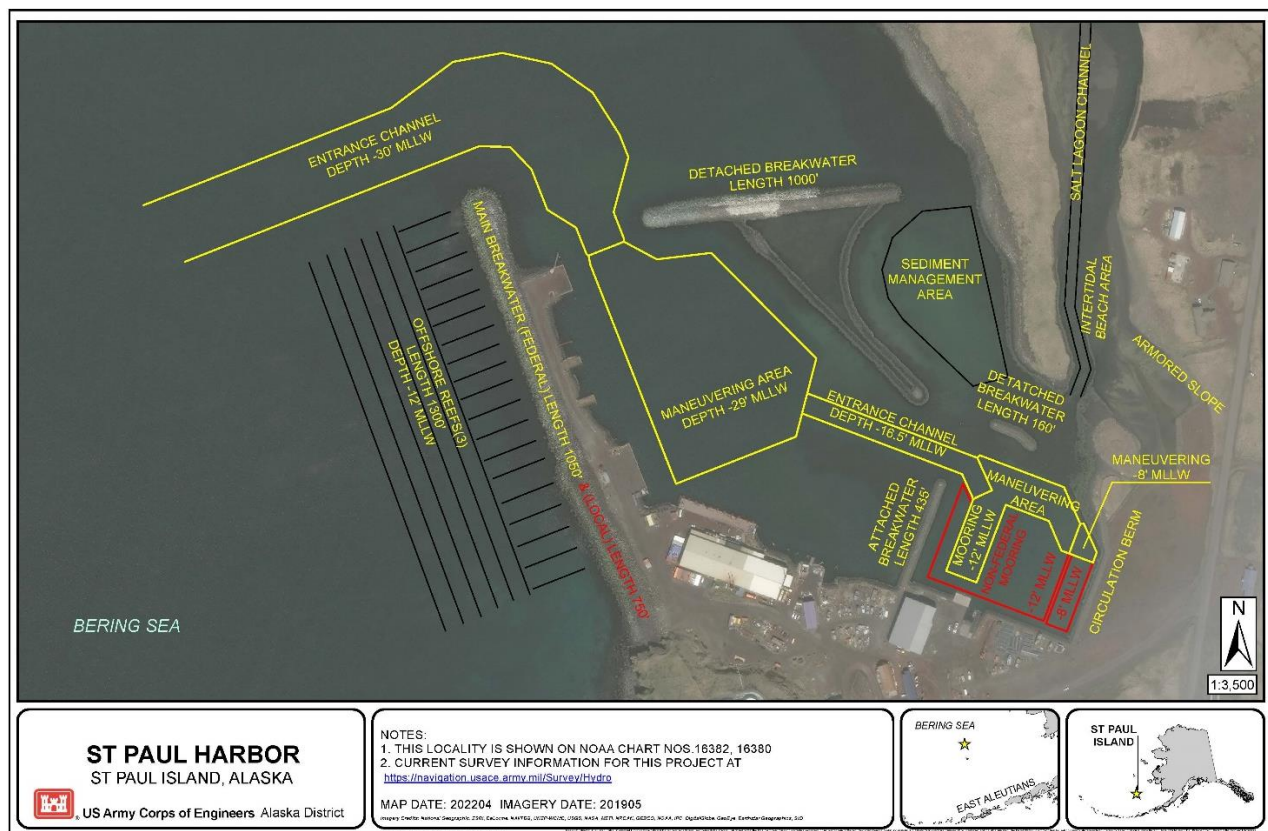 ENTRANCE CHANNEL
DEPTH -30' MLLW
DETACHED BREAKWATER
LENGTH 1000'
SALT LAGOON CHANNEL
MAIN BREAKWATER (FEDERAL) LENGTH 1050' & (LOCAL) LENGTH 750'
SEDIMENT
MANAGEMENT
AREA
INTERTIDAL
BEACH AREA
OFFSHORE REEFS(3)
LENGTH 1300'
DEPTH -12' MLLW
ARMORED SLOPE
MANEUVERING AREA
DEPTH -29' MLLW
DETATCHED
BREAKWATER
LENGTH 160'
ENTRANCE CHANNEL
DEPTH -16.5' MLLW
MANEUVERING
-8' MLLW
MANEUVERING
AREA
ATTACHED
BREAKWATER
LENGTH 435'
MOORING
-12' MLLW
NON-FEDERAL
MOORING
-12' MLLW
-8' MLLW
CIRCULATION BERM
BERING SEA
N
1:3,500
ST PAUL HARBOR
ST PAUL ISLAND, ALASKA
US Army Corps of Engineers Alaska District
NOTES:
1. THIS LOCALITY IS SHOWN ON NOAA CHART NOS.16382, 16380
2. CURRENT SURVEY INFORMATION FOR THIS PROJECT AT
https://navigation.usace.army.mil/Survey/Hydro
MAP DATE: 202204 IMAGERY DATE: 201905
BERING SEA
EAST ALEUTIANS
ST PAUL
ISLAND